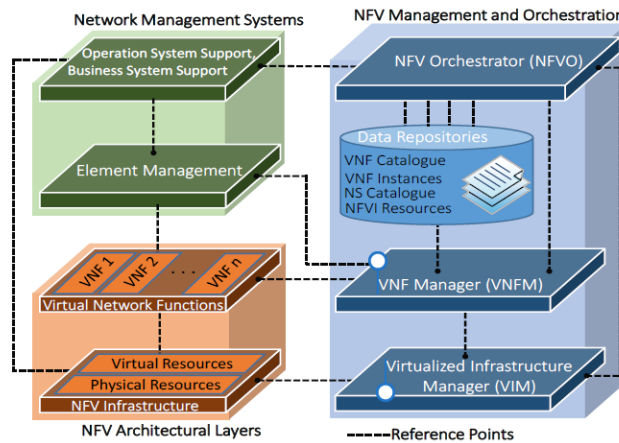 Network Management Systems
NFV Management and Orchestration
Operation System Support,
Business System Support
NFV Orchestrator (NFVO)
Data Repositories
VNF Catalogue
VNF Instances
NS Catalogue
NFVI Resources
Element Management
VNF 1
VNF 2
. . .
VNF n
Virtual Network Functions
VNF Manager (VNFM)
Virtual Resources
Physical Resources
NFV Infrastructure
Virtualized Infrastructure
Manager (VIM)
NFV Architectural Layers
Reference Points